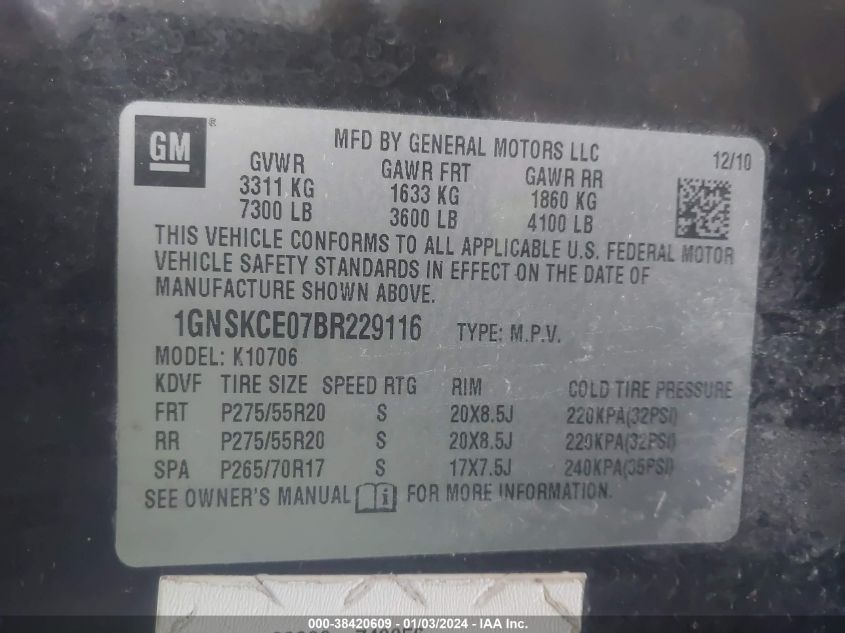 GM®
MFD BY GENERAL MOTORS LLC
12/10
GVWR GAWR FRT GAWR RR
3311 KG 1633 KG 1860 KG
7300 LB 3600 LB 4100 LB
THIS VEHICLE CONFORMS TO ALL APPLICABLE U.S. FEDERAL MOTOR
VEHICLE SAFETY STANDARDS IN EFFECT ON THE DATE OF
MANUFACTURE SHOWN ABOVE.
1GNSKCE07BR229116 TYPE: M.P.V.
MODEL: K10706
KDVF TIRE SIZE SPEED RTG RIM COLD TIRE PRESSURE
FRT P275/55R20 S 20X8.5J 220KPA(32PSI)
RR P275/55R20 S 20X8.5J 220KPA(32PSI)
SPA P265/70R17 S 17X7.5J 240KPA(35PSI)
SEE OWNER'S MANUAL FOR MORE INFORMATION.
000-38420609 - 01/03/2024 - IAA Inc.